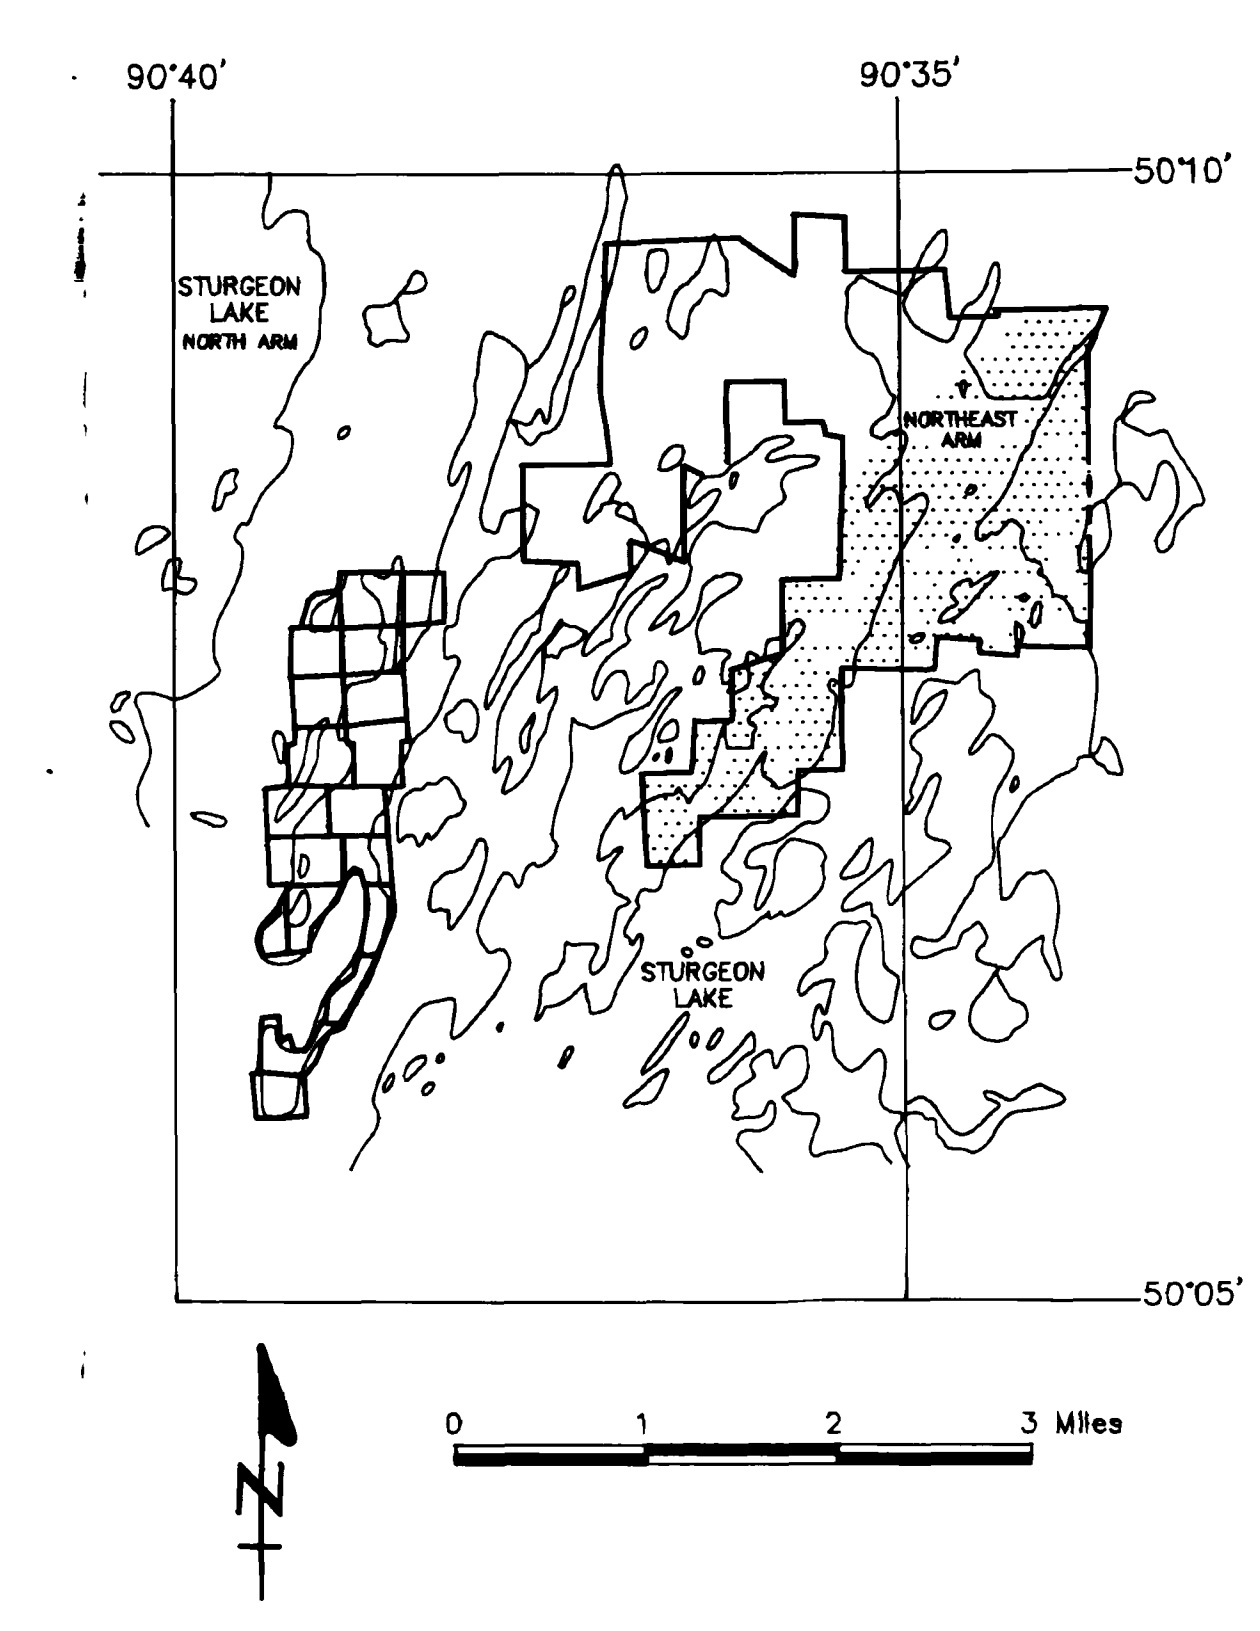 90°40'
90°35'
50°10'
STURGEON
LAKE
NORTH ARM
NORTHEAST
ARM
STURGEON
LAKE
50°05'
N
0 1 2 3 Miles